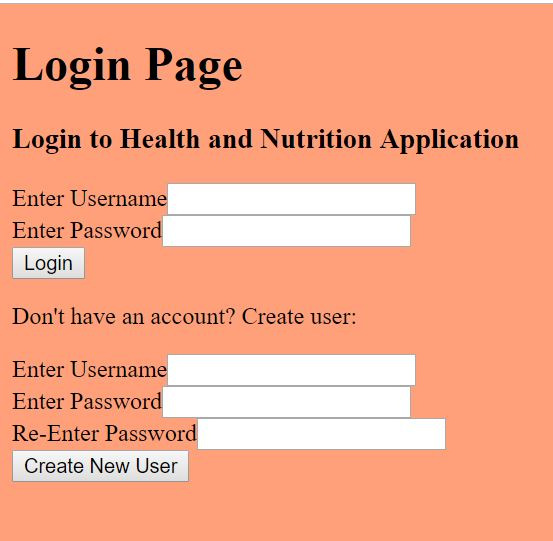 Login Page
Login to Health and Nutrition Application
Enter Username
Enter Password
Login
Don't have an account? Create user:
Enter Username
Enter Password
Re-Enter Password
Create New User